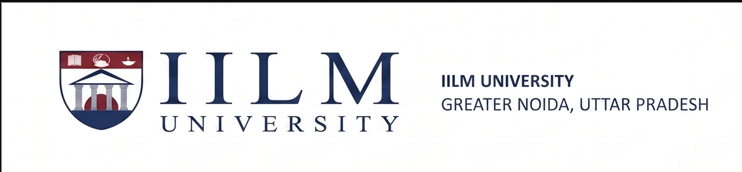 IILM
UNIVERSITY
IILM UNIVERSITY
GREATER NOIDA, UTTAR PRADESH